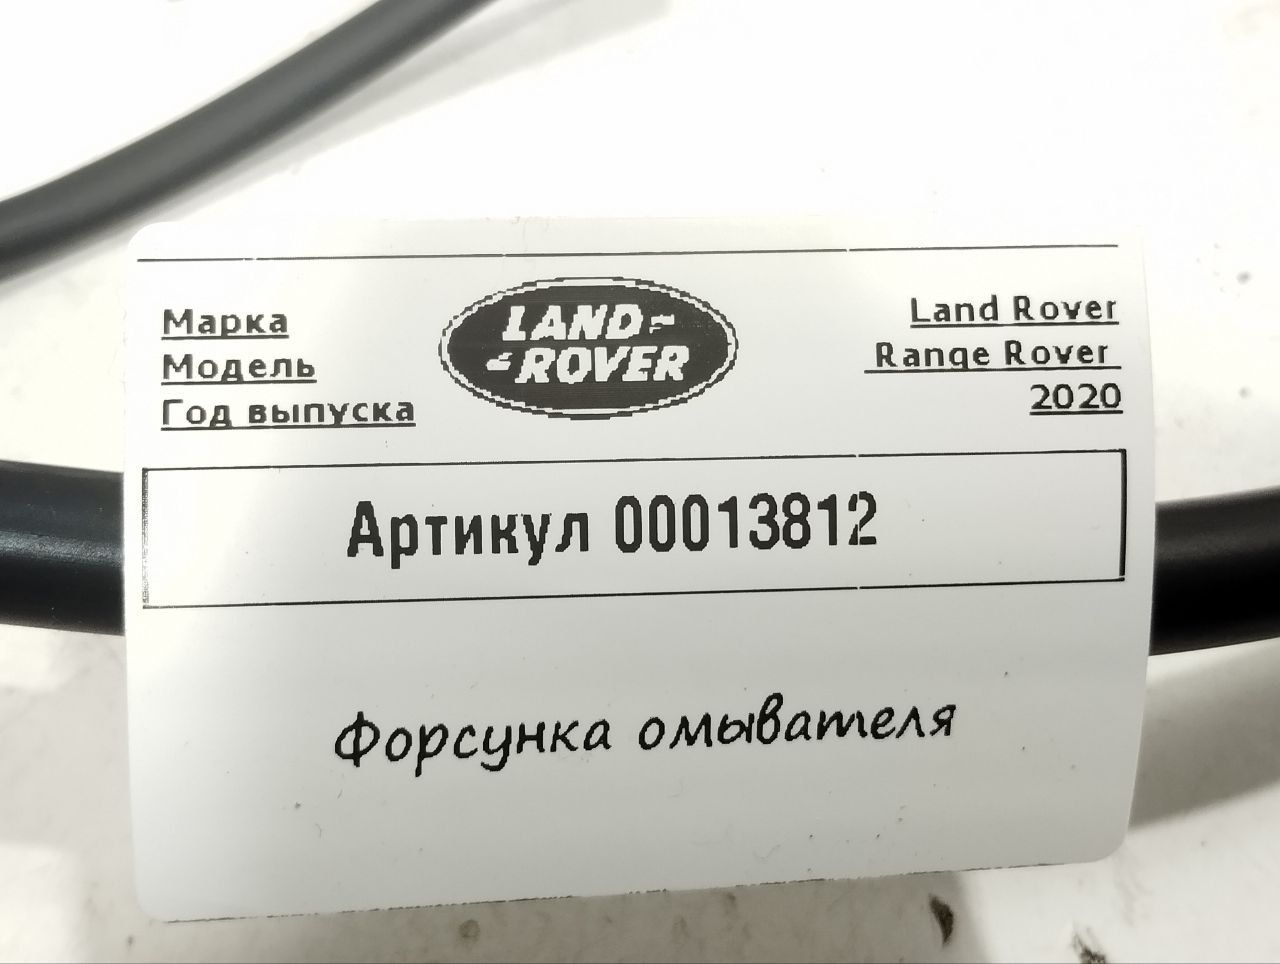 Марка
Модель
Год выпуска
LAND-
-ROVER
Land Rover
Range Rover
2020
Артикул 00013812
Форсунка омывателя